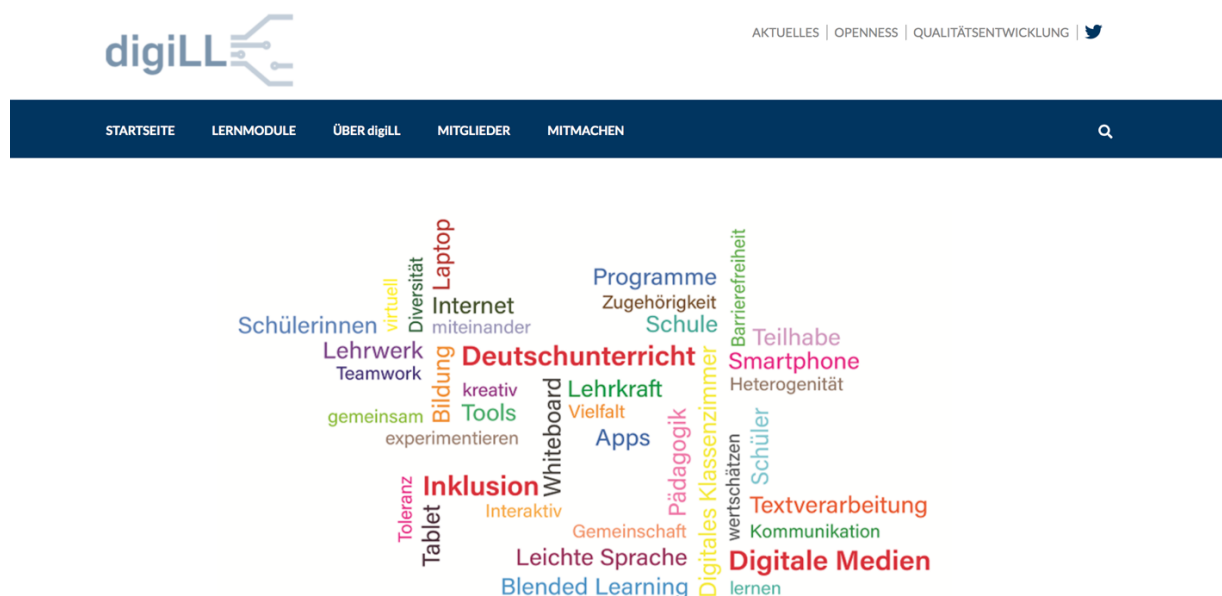 digiLL
AKTUELLES | OPENNESS | QUALITÄTSENTWICKLUNG |
STARTSEITE LERNMODULE ÜBER digiLL MITGLIEDER MITMACHEN
Laptop
Diversität
virtuell
Internet
Schülerinnen
miteinander
Lehrwerk
Teamwork
Bildung
Deutschunterricht
kreativ
Tools
gemeinsam
experimentieren
Whiteboard
Lehrkraft
Vielfalt
Apps
Programme
Zugehörigkeit
Schule
Barrierefreiheit
Teilhabe
Smartphone
Heterogenität
Digitales Klassenzimmer
Pädagogik
Schüler
wertschätzen
Toleranz
Tablet
Inklusion
Interaktiv
Gemeinschaft
Leichte Sprache
Blended Learning
Textverarbeitung
Kommunikation
Digitale Medien
lernen